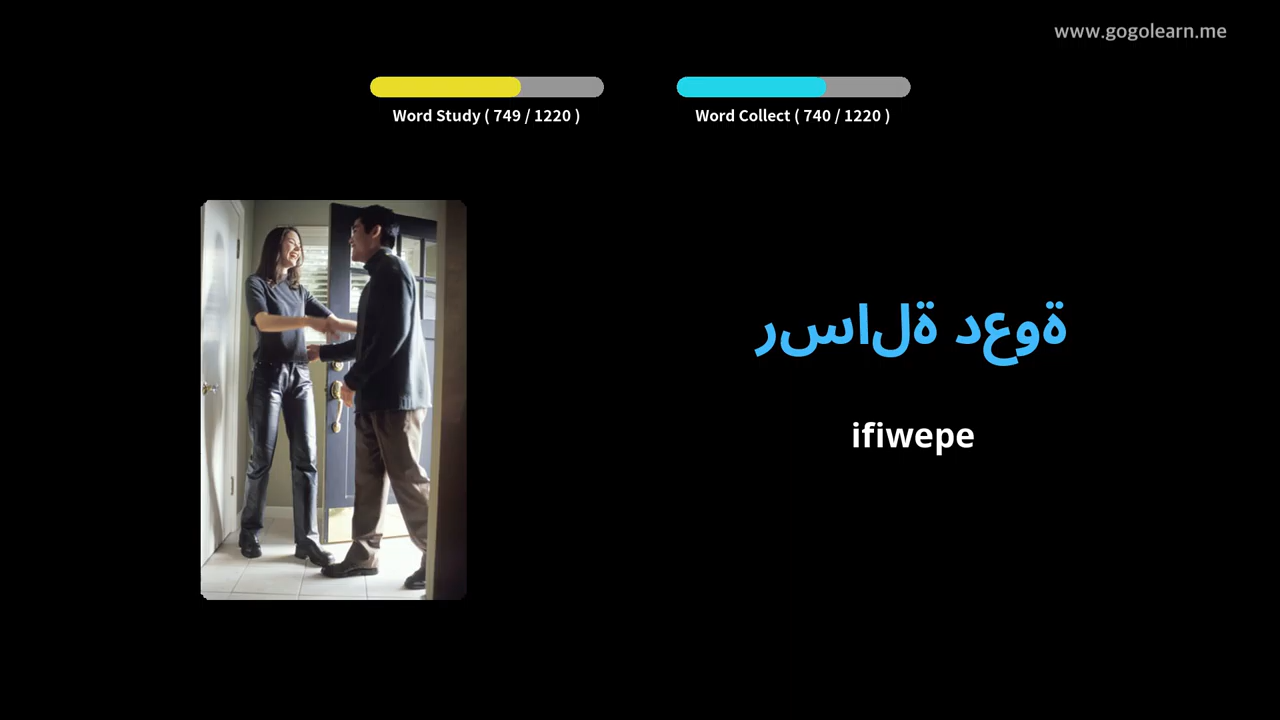 www.gogolearn.me
Word Study ( 749 / 1220 )
Word Collect ( 740 / 1220 )
رسالة دعوة
ifiwepe